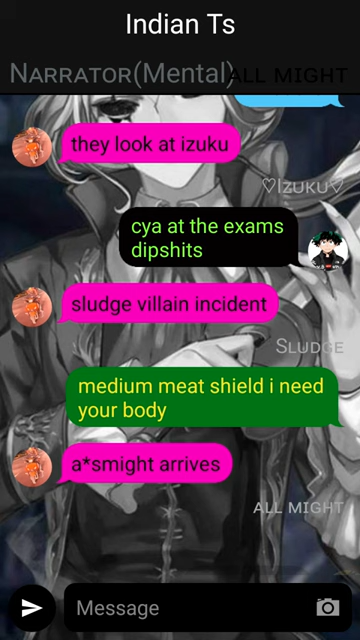 Indian Ts
Narrator(Mental)
ALL MIGHT
they look at izuku
♡Izuku♡
cya at the exams
dipshits
sludge villain incident
Sludge
medium meat shield i need
your body
a*smight arrives
ALL MIGHT
Message